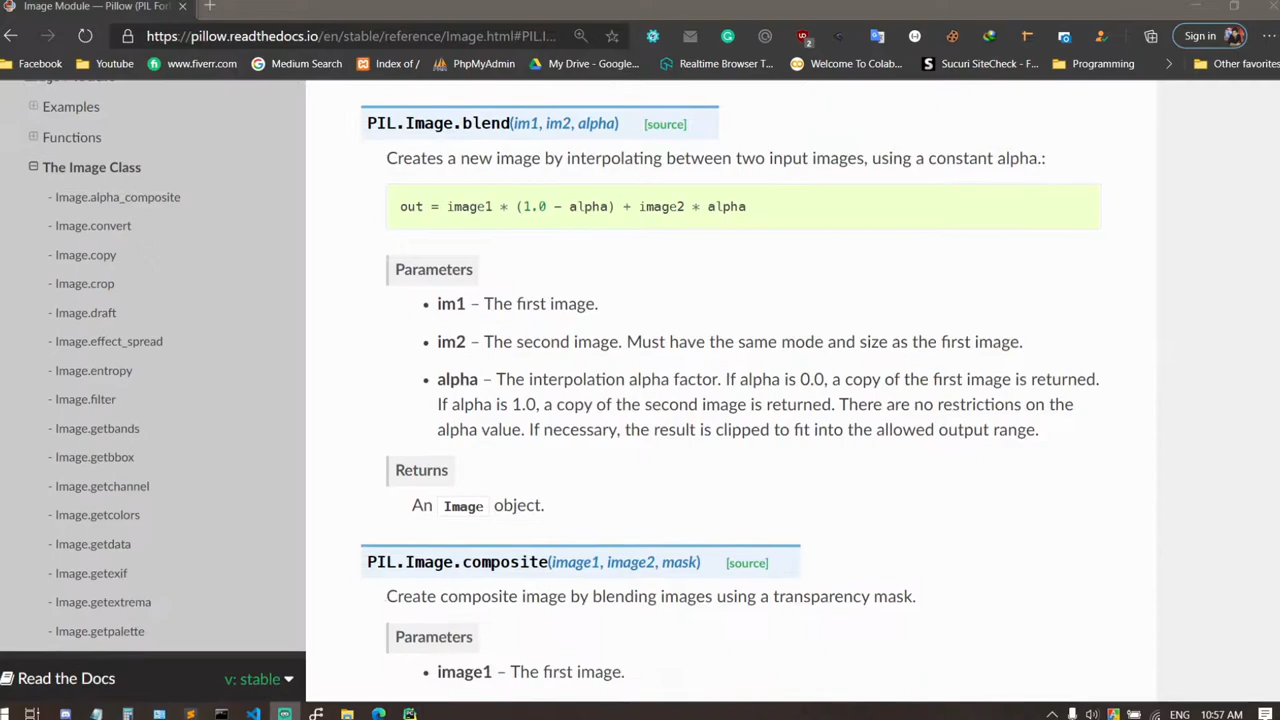 Image Module — Pillow (PIL For
https://pillow.readthedocs.io/en/stable/reference/Image.html#PIL.I...
2
Sign in
Facebook
Youtube
www.fiverr.com
Medium Search
Index of /
PhpMyAdmin
My Drive - Google...
Realtime Browser T...
Welcome To Colab...
Sucuri SiteCheck - F...
Programming
Other favorites
Examples
Functions
The Image Class
- Image.alpha_composite
- Image.convert
- Image.copy
- Image.crop
- Image.draft
- Image.effect_spread
- Image.entropy
- Image.filter
- Image.getbands
- Image.getbbox
- Image.getchannel
- Image.getcolors
- Image.getdata
- Image.getexif
- Image.getextrema
- Image.getpalette
Read the Docs
v: stable
PIL.Image.blend(im1, im2, alpha) [source]
Creates a new image by interpolating between two input images, using a constant alpha.:
out = image1 * (1.0 - alpha) + image2 * alpha
Parameters
• im1 – The first image.
• im2 – The second image. Must have the same mode and size as the first image.
• alpha – The interpolation alpha factor. If alpha is 0.0, a copy of the first image is returned.
If alpha is 1.0, a copy of the second image is returned. There are no restrictions on the
alpha value. If necessary, the result is clipped to fit into the allowed output range.
Returns
An Image object.
PIL.Image.composite(image1, image2, mask) [source]
Create composite image by blending images using a transparency mask.
Parameters
• image1 – The first image.
ENG
10:57 AM